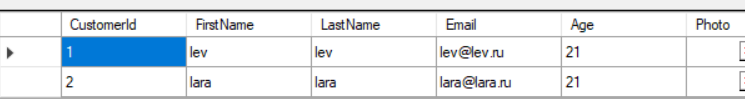 CustomerId FirstName LastName Email Age Photo
1 lev lev lev@lev.ru 21
2 lara lara lara@lara.ru 21